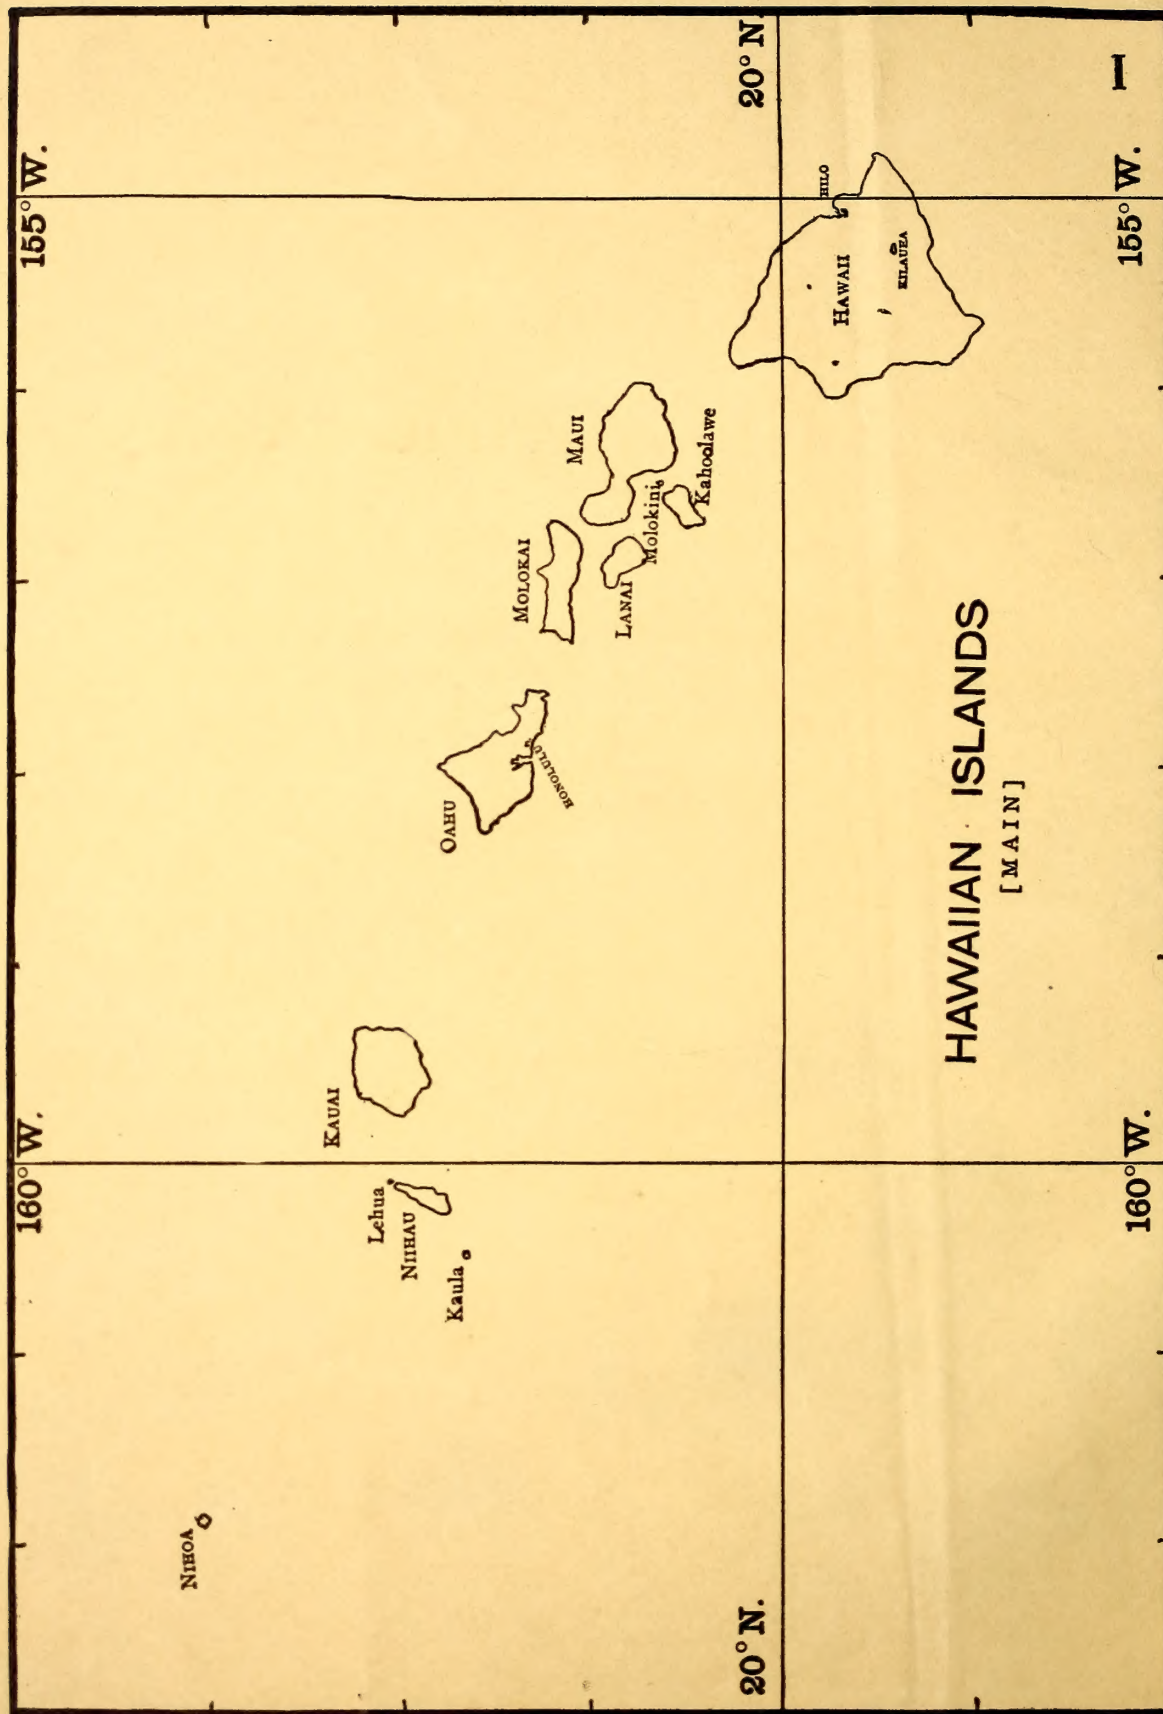 160° W.
155° W.
NIHOA
KAUAI
Lehua
NIIHAU
Kaula
OAHU
HONOLULU
MOLOKAI
MAUI
LANAI
Molokini
Kahoolawe
20° N.
20° N.
HILO
HAWAII
KILAUEA
HAWAIIAN ISLANDS
[MAIN]
160° W.
155° W.
I